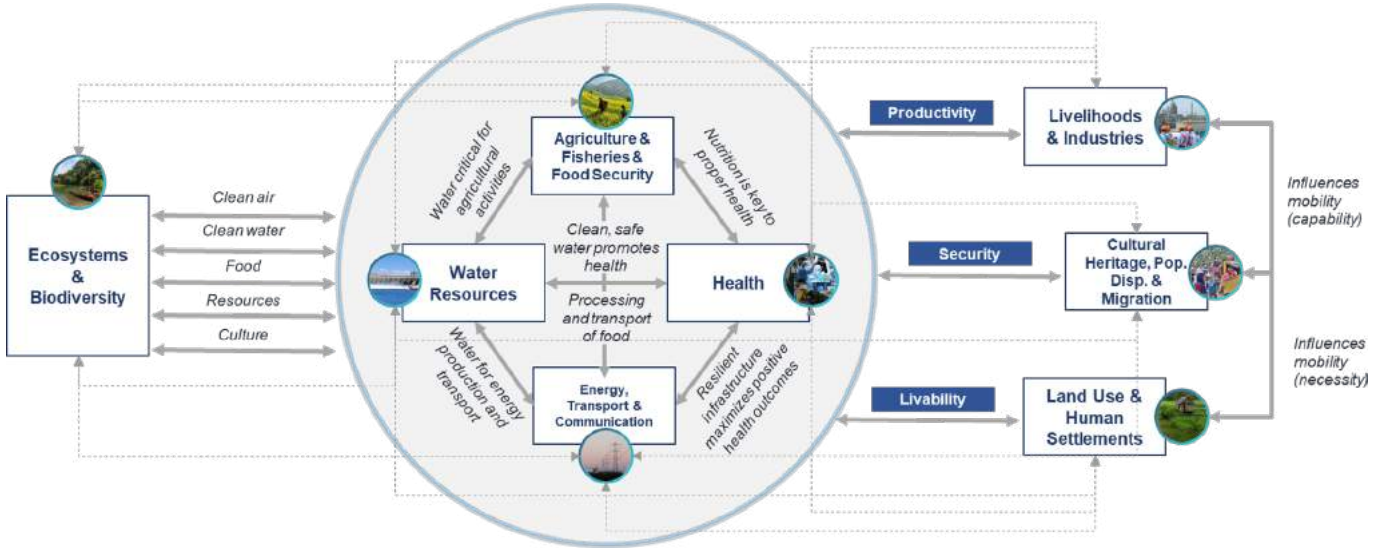 Ecosystems
&
Biodiversity
Clean air
Clean water
Food
Resources
Culture
Agriculture &
Fisheries &
Food Security
Water critical for
agricultural
activities
Nutrition is key to
proper health
Water
Resources
Clean, safe
water promotes
health
Processing
and transport
of food
Health
Water for energy
production and
transport
Resilient
infrastructure
maximizes positive
health outcomes
Energy,
Transport &
Communication
Productivity
Livelihoods
& Industries
Security
Cultural
Heritage, Pop.
Disp. &
Migration
Livability
Land Use &
Human
Settlements
Influences
mobility
(capability)
Influences
mobility
(necessity)